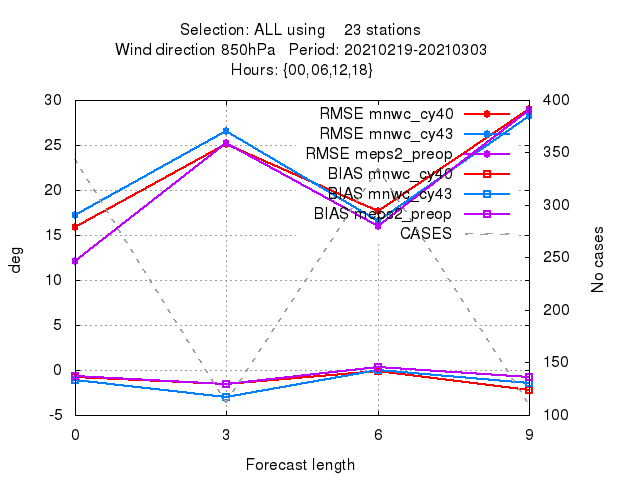 Selection: ALL using 23 stations
Wind direction 850hPa Period: 20210219-20210303
Hours: {00,06,12,18}
30
25
20
15
10
5
0
-5
400
350
300
250
200
150
100
RMSE mnwc_cy40
RMSE mnwc_cy43
RMSE meps2_preop
BIAS mnwc_cy40
BIAS mnwc_cy43
BIAS meps2_preop
CASES
deg
No cases
0 3 6 9
Forecast length